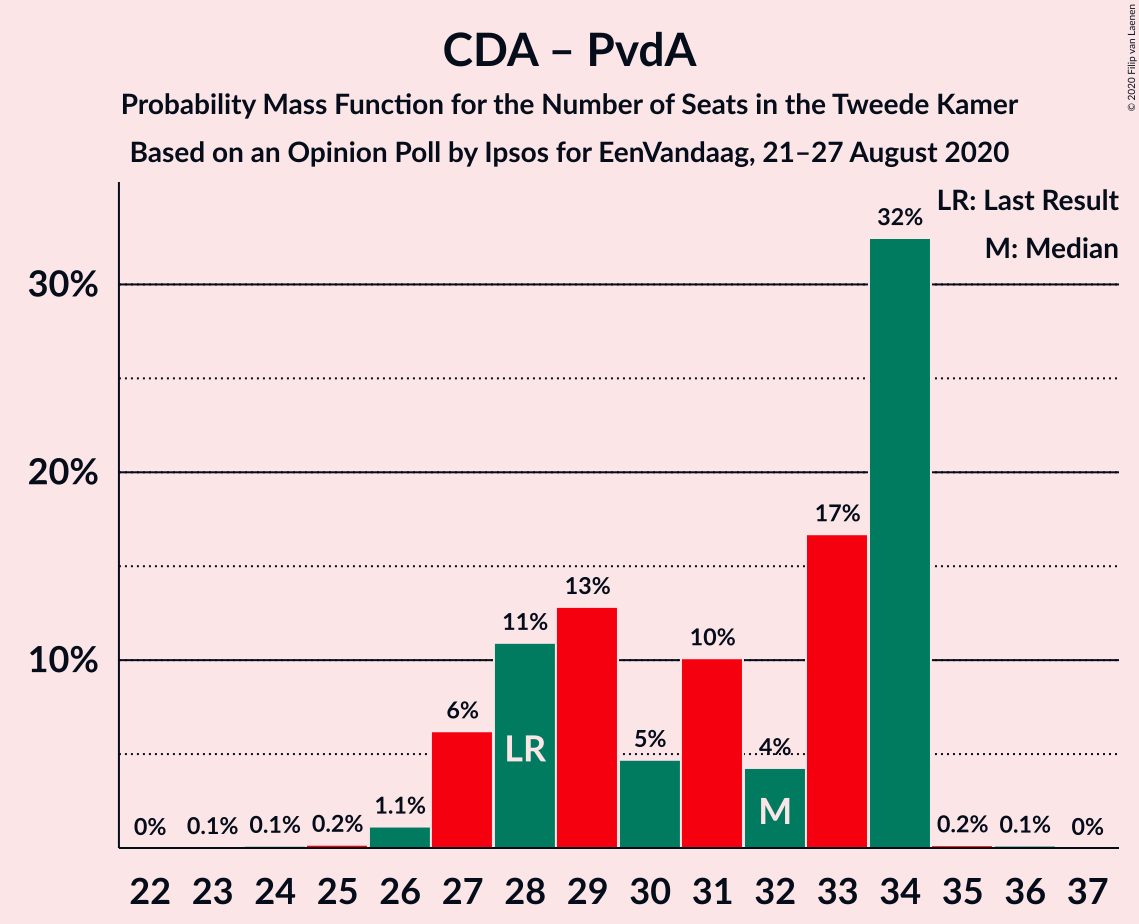 CDA – PvdA
Probability Mass Function for the Number of Seats in the Tweede Kamer
Based on an Opinion Poll by Ipsos for EenVandaag, 21–27 August 2020
© 2020 Filip van Laenen
LR: Last Result
M: Median
30%
20%
10%
0% 0.1% 0.1% 0.2% 1.1% 6% 11% 13% 5% 10% 4% 17% 32% 0.2% 0.1% 0%
LR
M
22 23 24 25 26 27 28 29 30 31 32 33 34 35 36 37